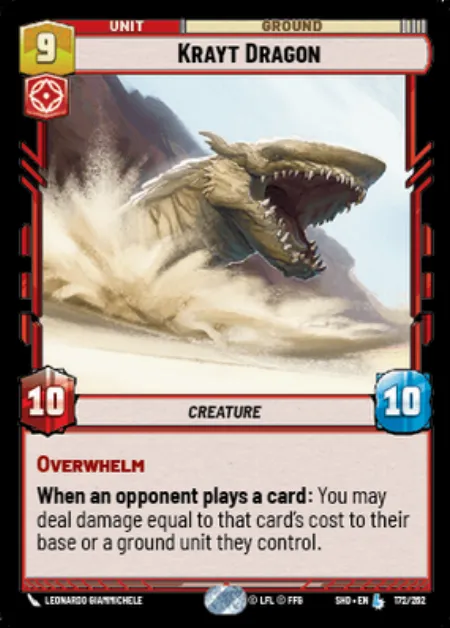 UNIT
GROUND
9
KRAYT DRAGON
10
CREATURE
10
OVERWHELM
When an opponent plays a card: You may
deal damage equal to that card's cost to their
base or a ground unit they control.
LEONARDO GIAMMICHELE
© LFL © FFG
SHD • EN
172/262